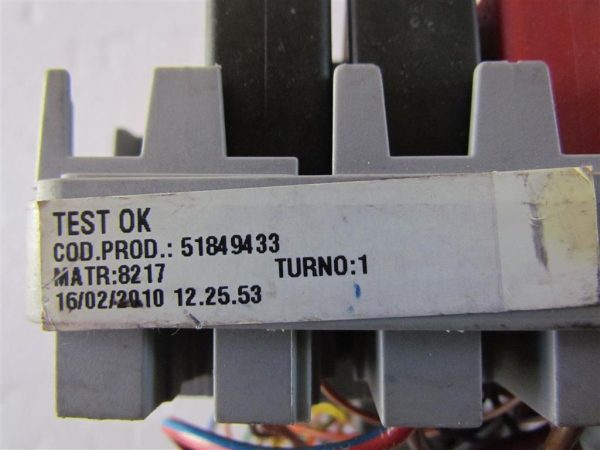 TEST OK
COD.PROD.: 51849433
MATR:8217 TURNO:1
16/02/2010 12.25.53